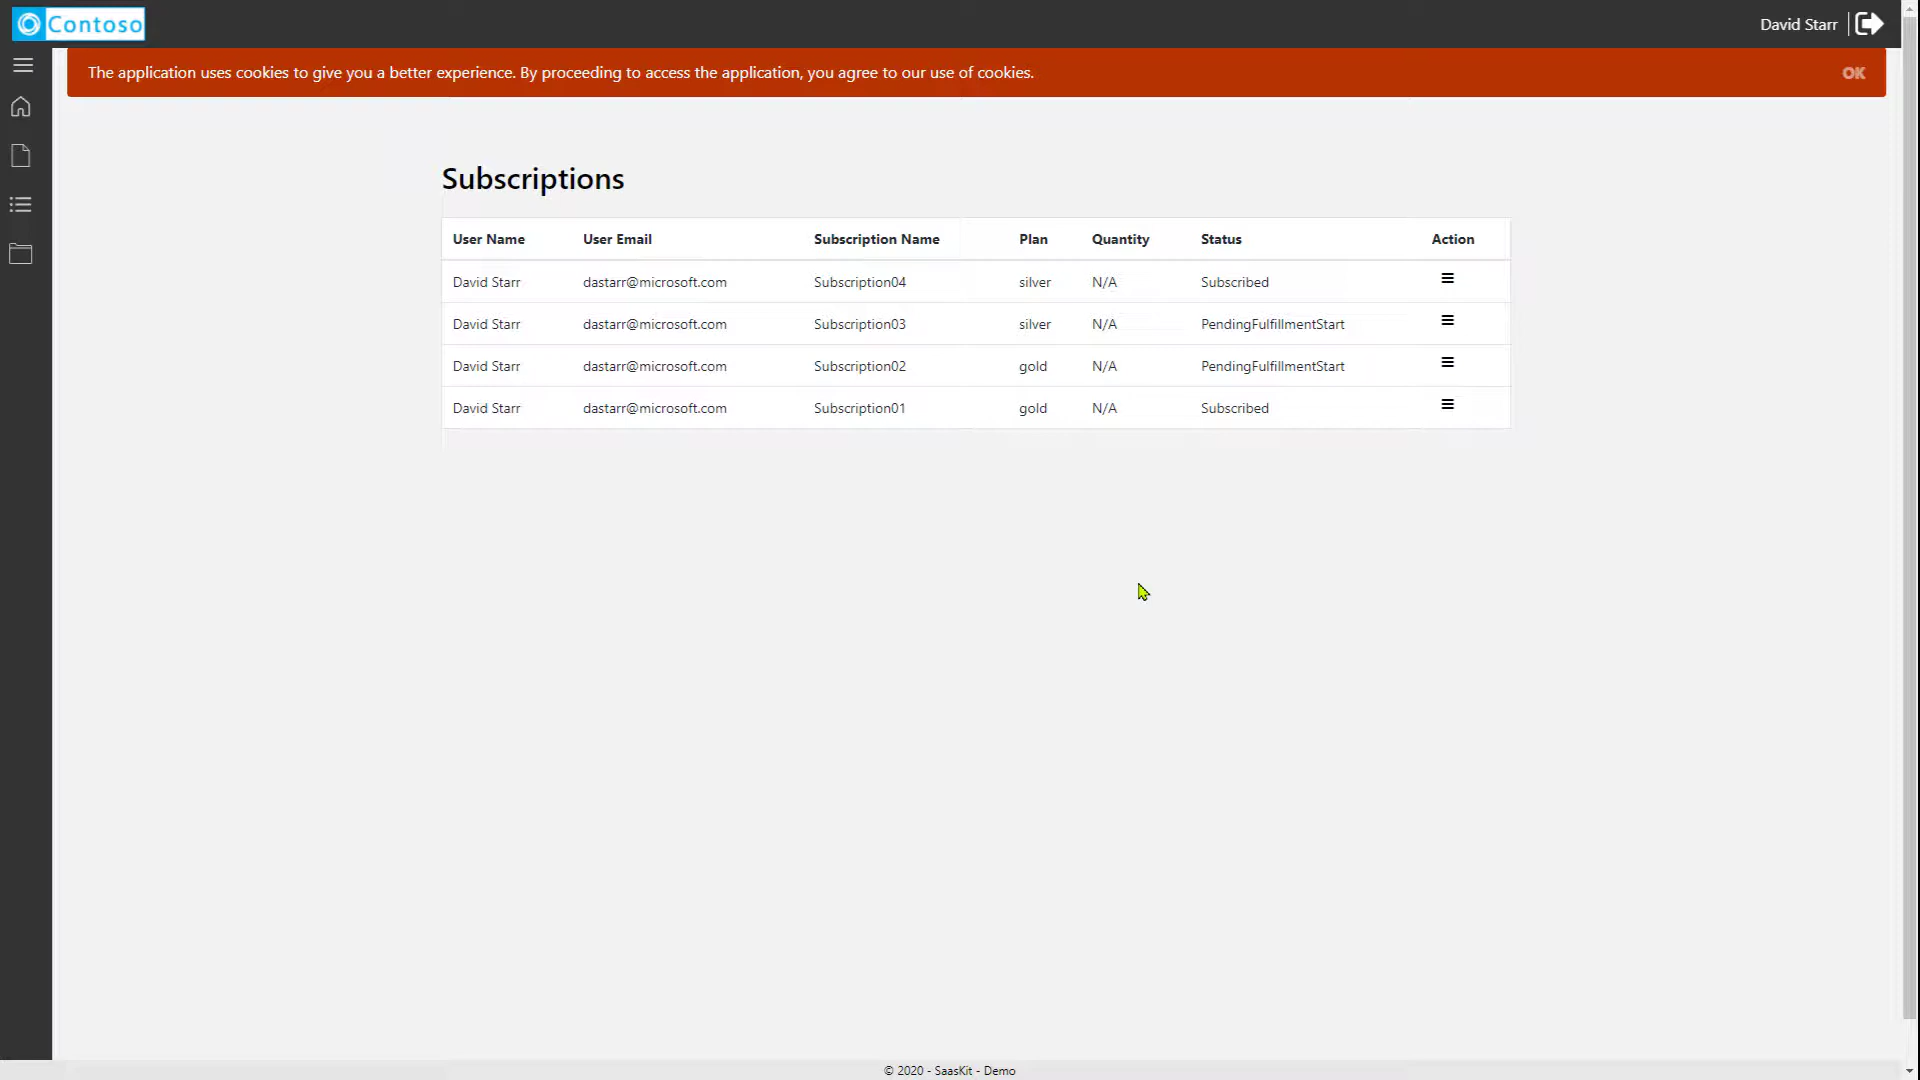 Contoso
David Starr
The application uses cookies to give you a better experience. By proceeding to access the application, you agree to our use of cookies.
OK
Subscriptions
User Name User Email Subscription Name Plan Quantity Status Action
David Starr dastarr@microsoft.com Subscription04 silver N/A Subscribed
David Starr dastarr@microsoft.com Subscription03 silver N/A PendingFulfillmentStart
David Starr dastarr@microsoft.com Subscription02 gold N/A PendingFulfillmentStart
David Starr dastarr@microsoft.com Subscription01 gold N/A Subscribed
© 2020 - SaasKit - Demo